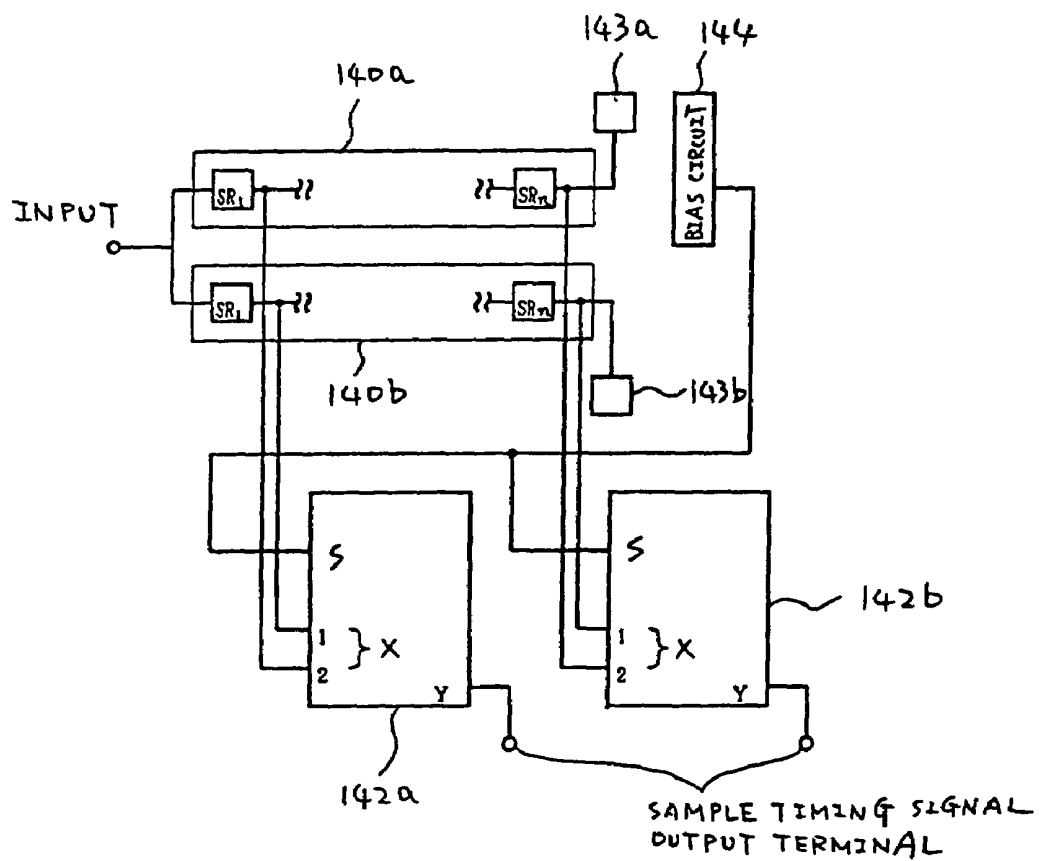 143a
144
140a
BIAS CIRCUIT
SR1
SRn
INPUT
SR1
SRn
140b
143b
S
S
142b
1
} X
2
1
} X
2
Y
Y
142a
SAMPLE TIMING SIGNAL
OUTPUT TERMINAL